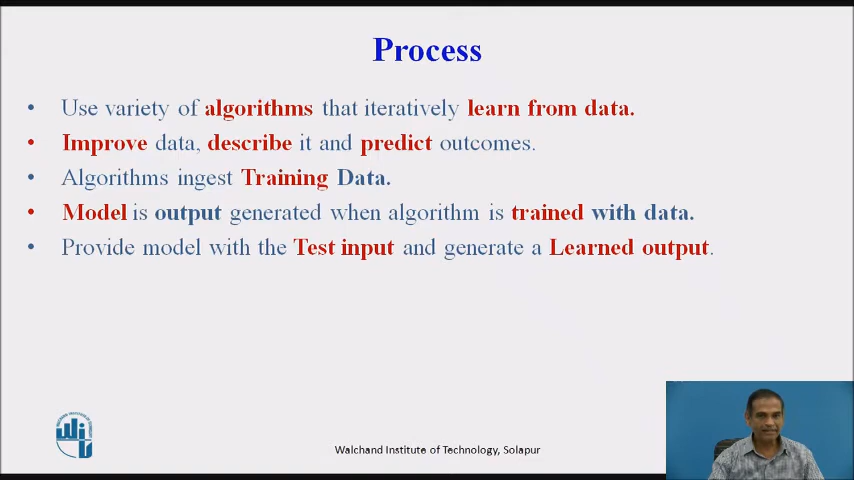 Process
• Use variety of algorithms that iteratively learn from data.
• Improve data, describe it and predict outcomes.
• Algorithms ingest Training Data.
• Model is output generated when algorithm is trained with data.
• Provide model with the Test input and generate a Learned output.
Walchand Institute of Technology, Solapur